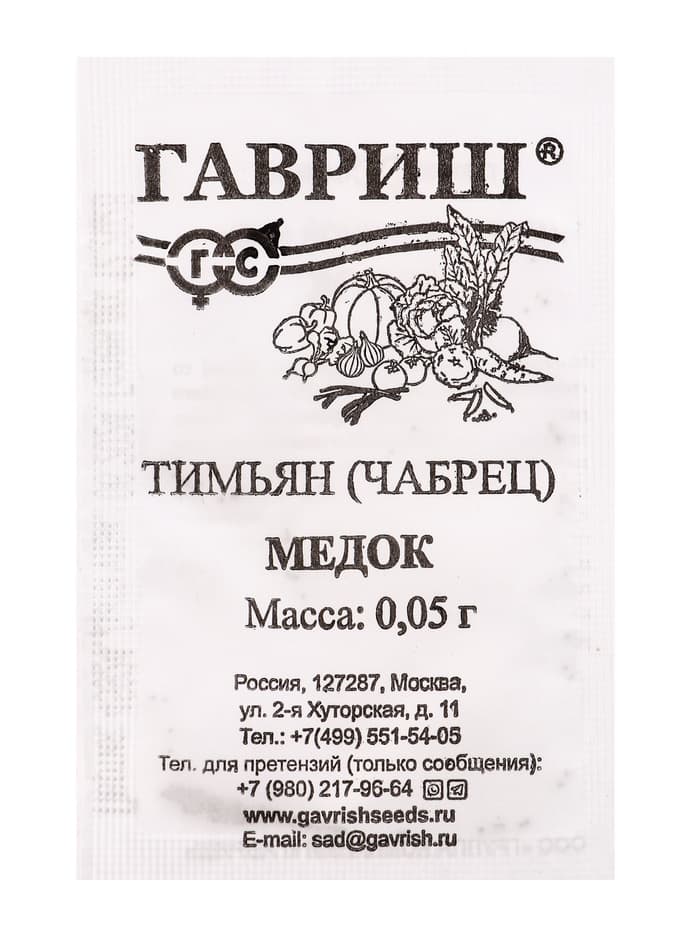 ГАВРИШ®
ГС
ТИМЬЯН (ЧАБРЕЦ)
МЕДОК
Масса: 0,05 г
Россия, 127287, Москва,
ул. 2-я Хуторская, д. 11
Тел.: +7(499) 551-54-05
Тел. для претензий (только сообщения):
+7 (980) 217-96-64
www.gavrishseeds.ru
E-mail: sad@gavrish.ru